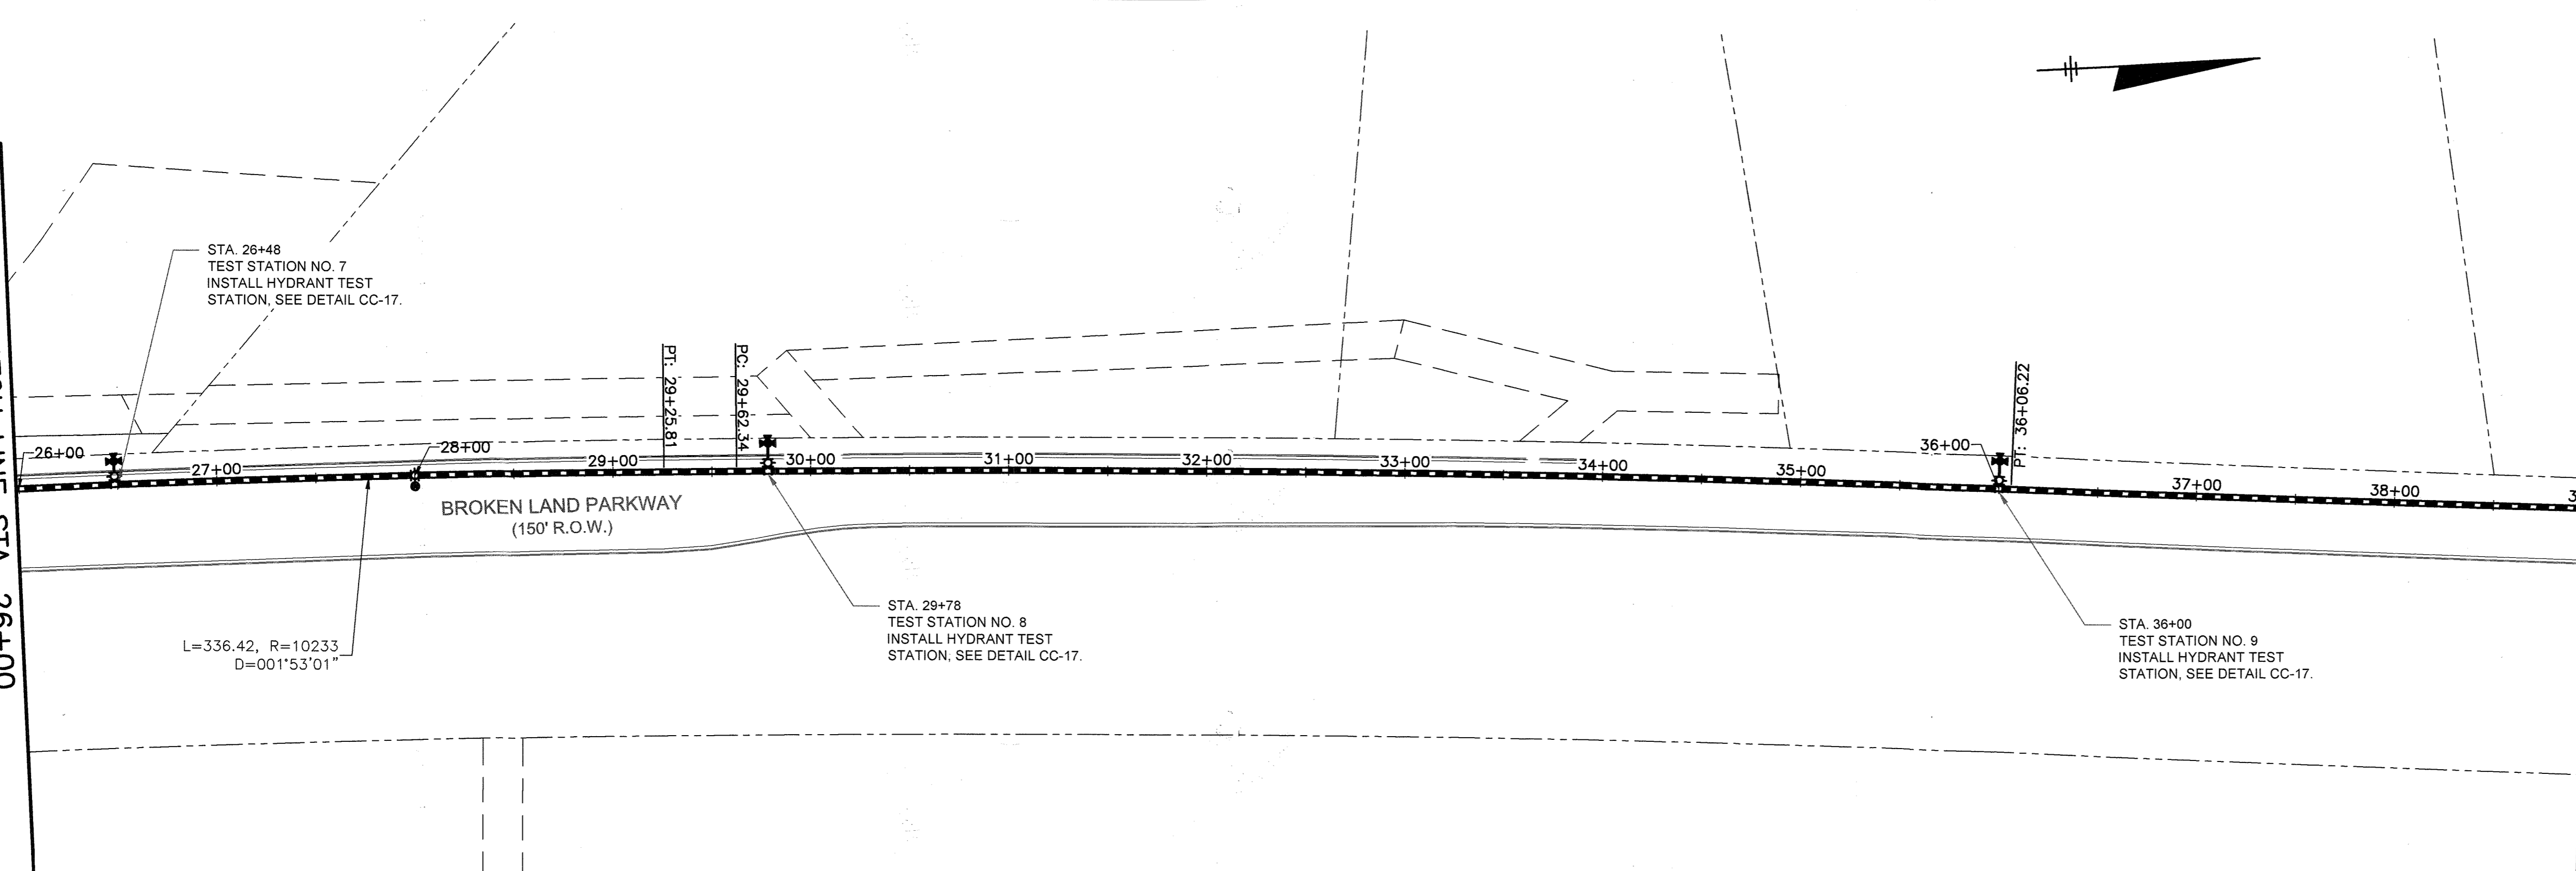 STA. 26+48
TEST STATION NO. 7
INSTALL HYDRANT TEST
STATION, SEE DETAIL CC-17.
PT: 29+25.81
PC: 29+62.34
PT: 36+06.22
26+00
27+00
28+00
29+00
30+00
31+00
32+00
33+00
34+00
35+00
36+00
37+00
38+00
BROKEN LAND PARKWAY
(150' R.O.W.)
STA. 29+78
TEST STATION NO. 8
INSTALL HYDRANT TEST
STATION, SEE DETAIL CC-17.
STA. 36+00
TEST STATION NO. 9
INSTALL HYDRANT TEST
STATION, SEE DETAIL CC-17.
L=336.42, R=10233
D=001°53'01"
STA 26+00